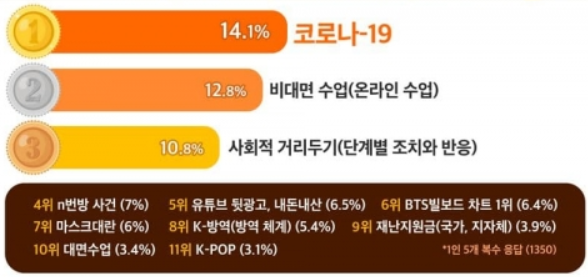 1 14.1% 코로나-19
2 12.8% 비대면 수업(온라인 수업)
3 10.8% 사회적 거리두기(단계별 조치와 반응)
4위 n번방 사건 (7%) 5위 유튜브 뒷광고, 내돈내산 (6.5%) 6위 BTS빌보드 차트 1위 (6.4%)
7위 마스크대란 (6%) 8위 K-방역(방역 체계) (5.4%) 9위 재난지원금(국가, 지자체) (3.9%)
10위 대면수업 (3.4%) 11위 K-POP (3.1%) *1인 5개 복수 응답 (1350)